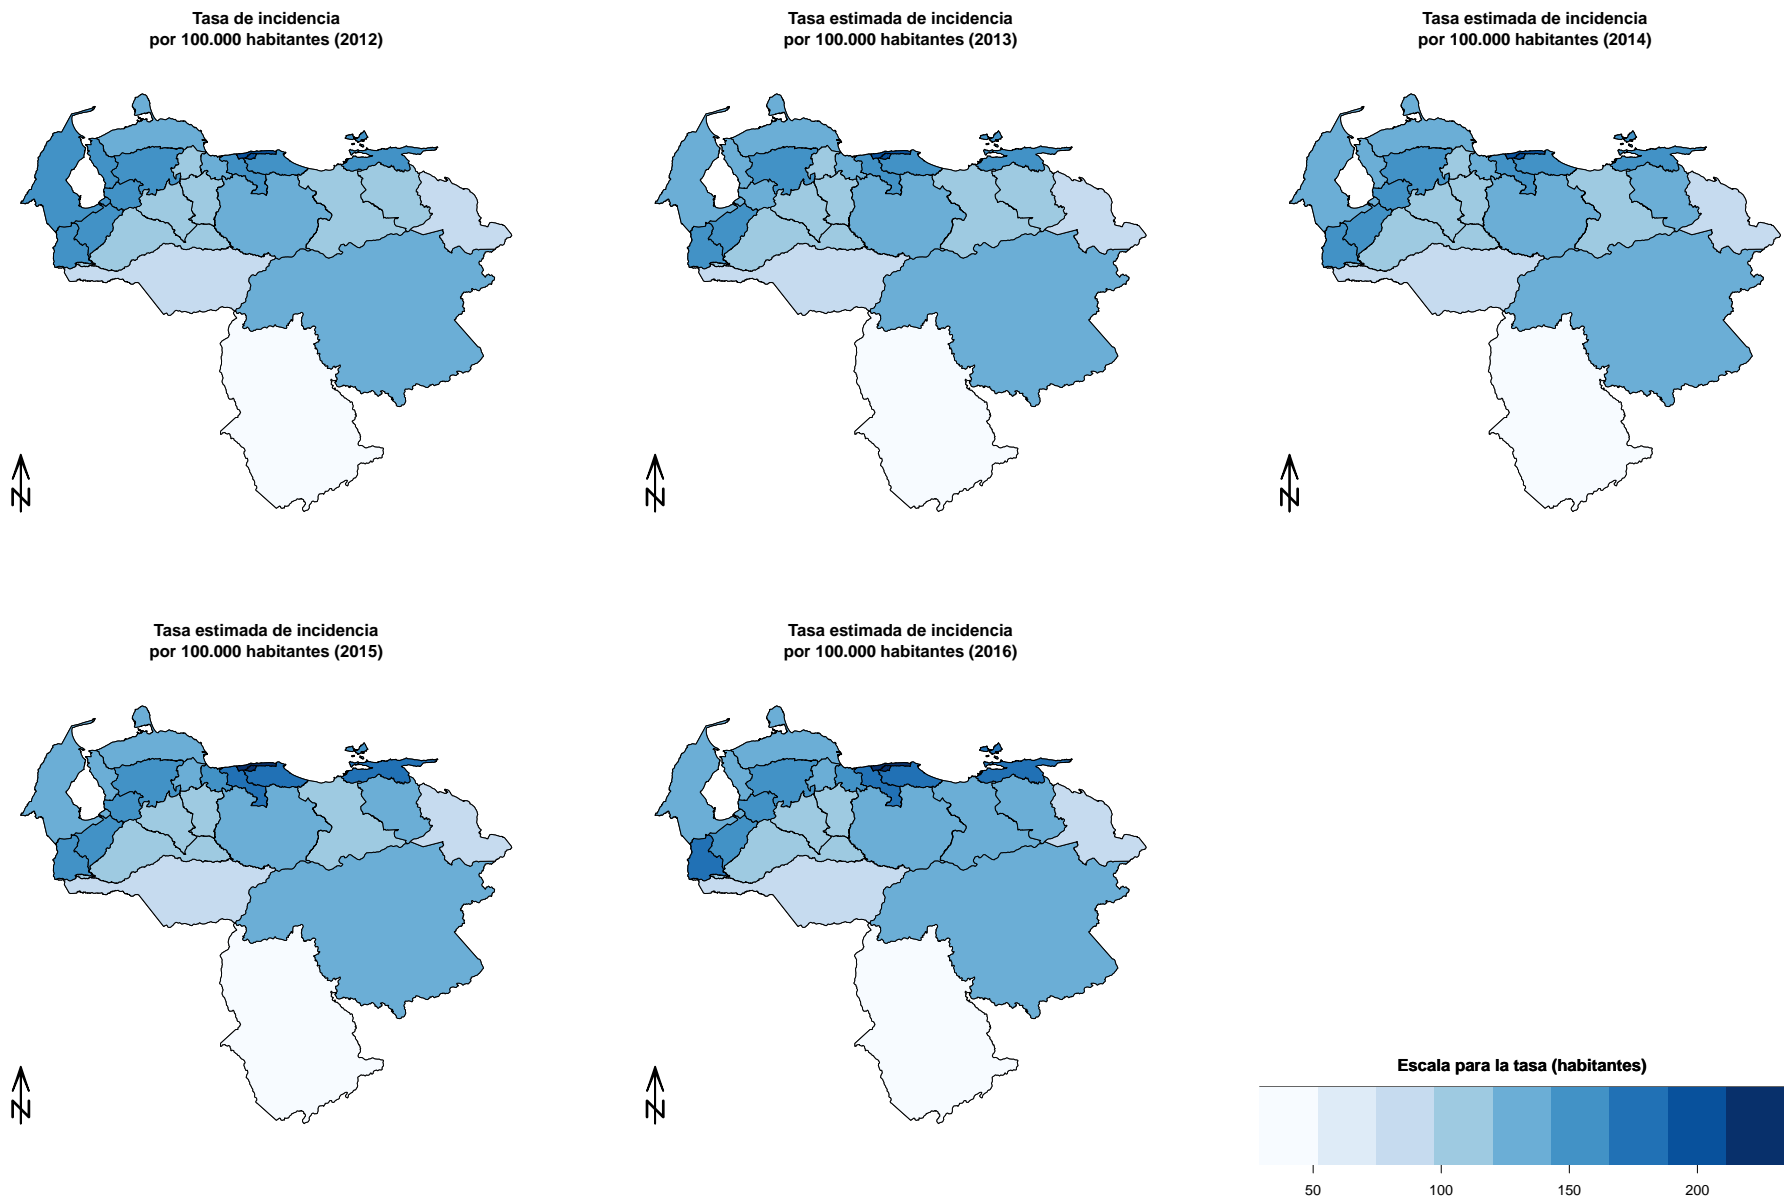 Tasa de incidencia
por 100.000 habitantes (2012)
Tasa estimada de incidencia
por 100.000 habitantes (2013)
Tasa estimada de incidencia
por 100.000 habitantes (2014)
N
N
N
Tasa estimada de incidencia
por 100.000 habitantes (2015)
Tasa estimada de incidencia
por 100.000 habitantes (2016)
N
N
Escala para la tasa (habitantes)
50 100 150 200